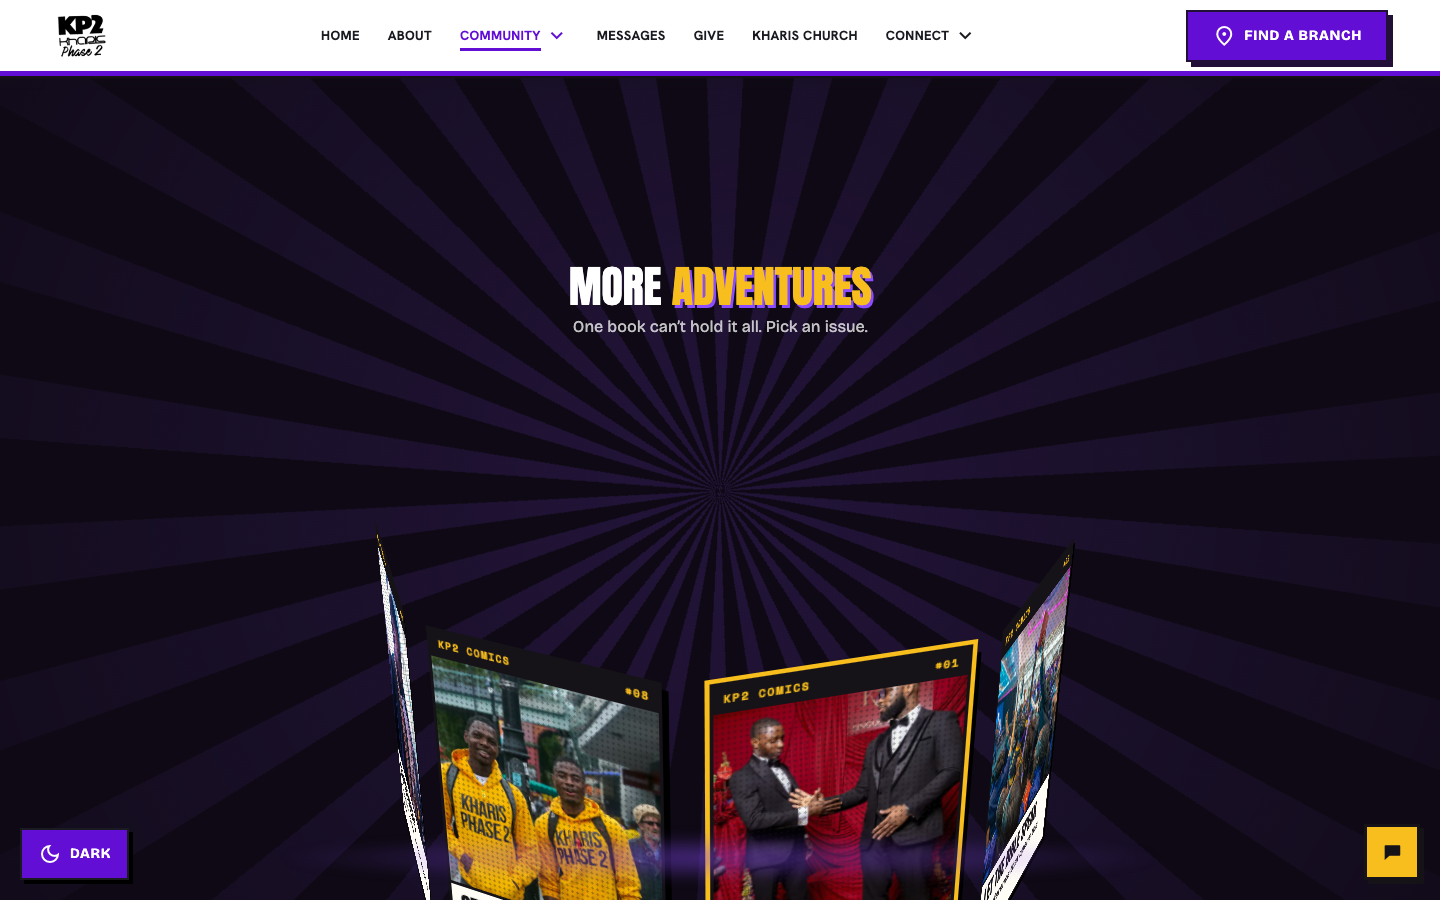 KP2
KHARIS
Phase 2
HOME
ABOUT
COMMUNITY
MESSAGES
GIVE
KHARIS CHURCH
CONNECT
FIND A BRANCH
MORE ADVENTURES
One book can't hold it all. Pick an issue.
KP2 COMICS
#08
KHARIS
PHASE 2
KHARIS
PHASE 2
KP2 COMICS
#01
DARK